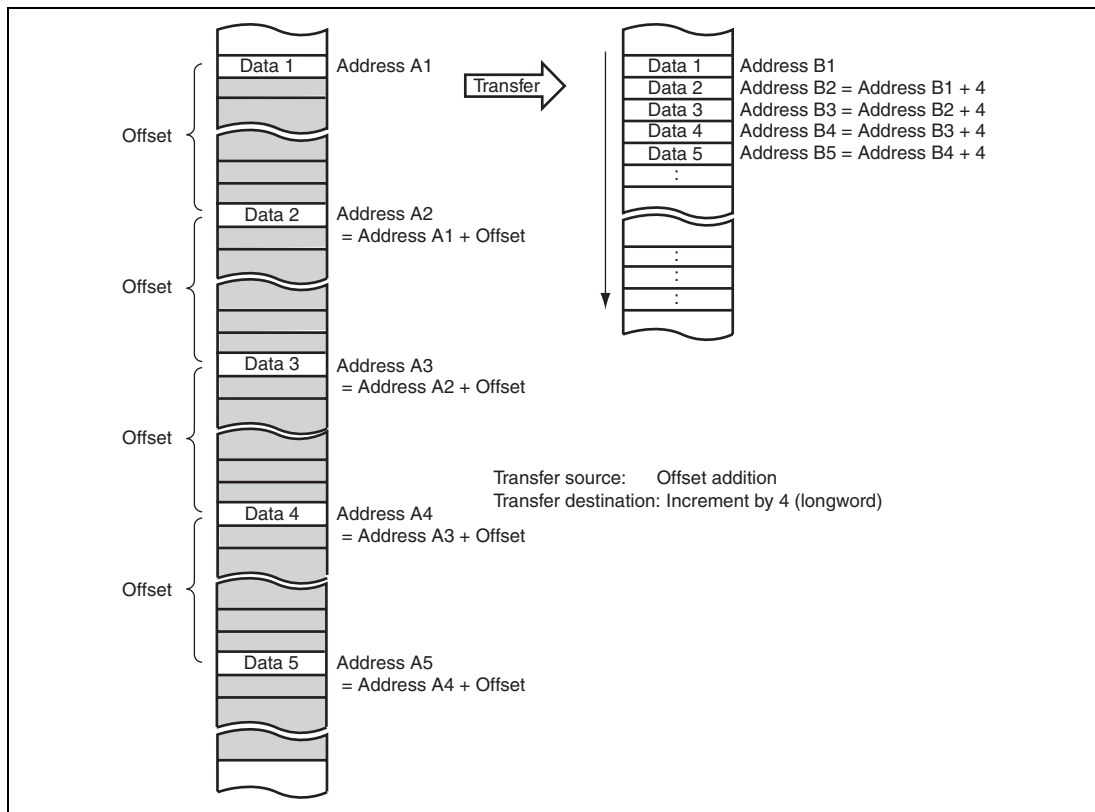 Data 1 Address A1
Offset
Data 2 Address A2
= Address A1 + Offset
Offset
Data 3 Address A3
= Address A2 + Offset
Offset
Data 4 Address A4
= Address A3 + Offset
Offset
Data 5 Address A5
= Address A4 + Offset
Transfer
Data 1 Address B1
Data 2 Address B2 = Address B1 + 4
Data 3 Address B3 = Address B2 + 4
Data 4 Address B4 = Address B3 + 4
Data 5 Address B5 = Address B4 + 4
:
:
:
:
Transfer source: Offset addition
Transfer destination: Increment by 4 (longword)